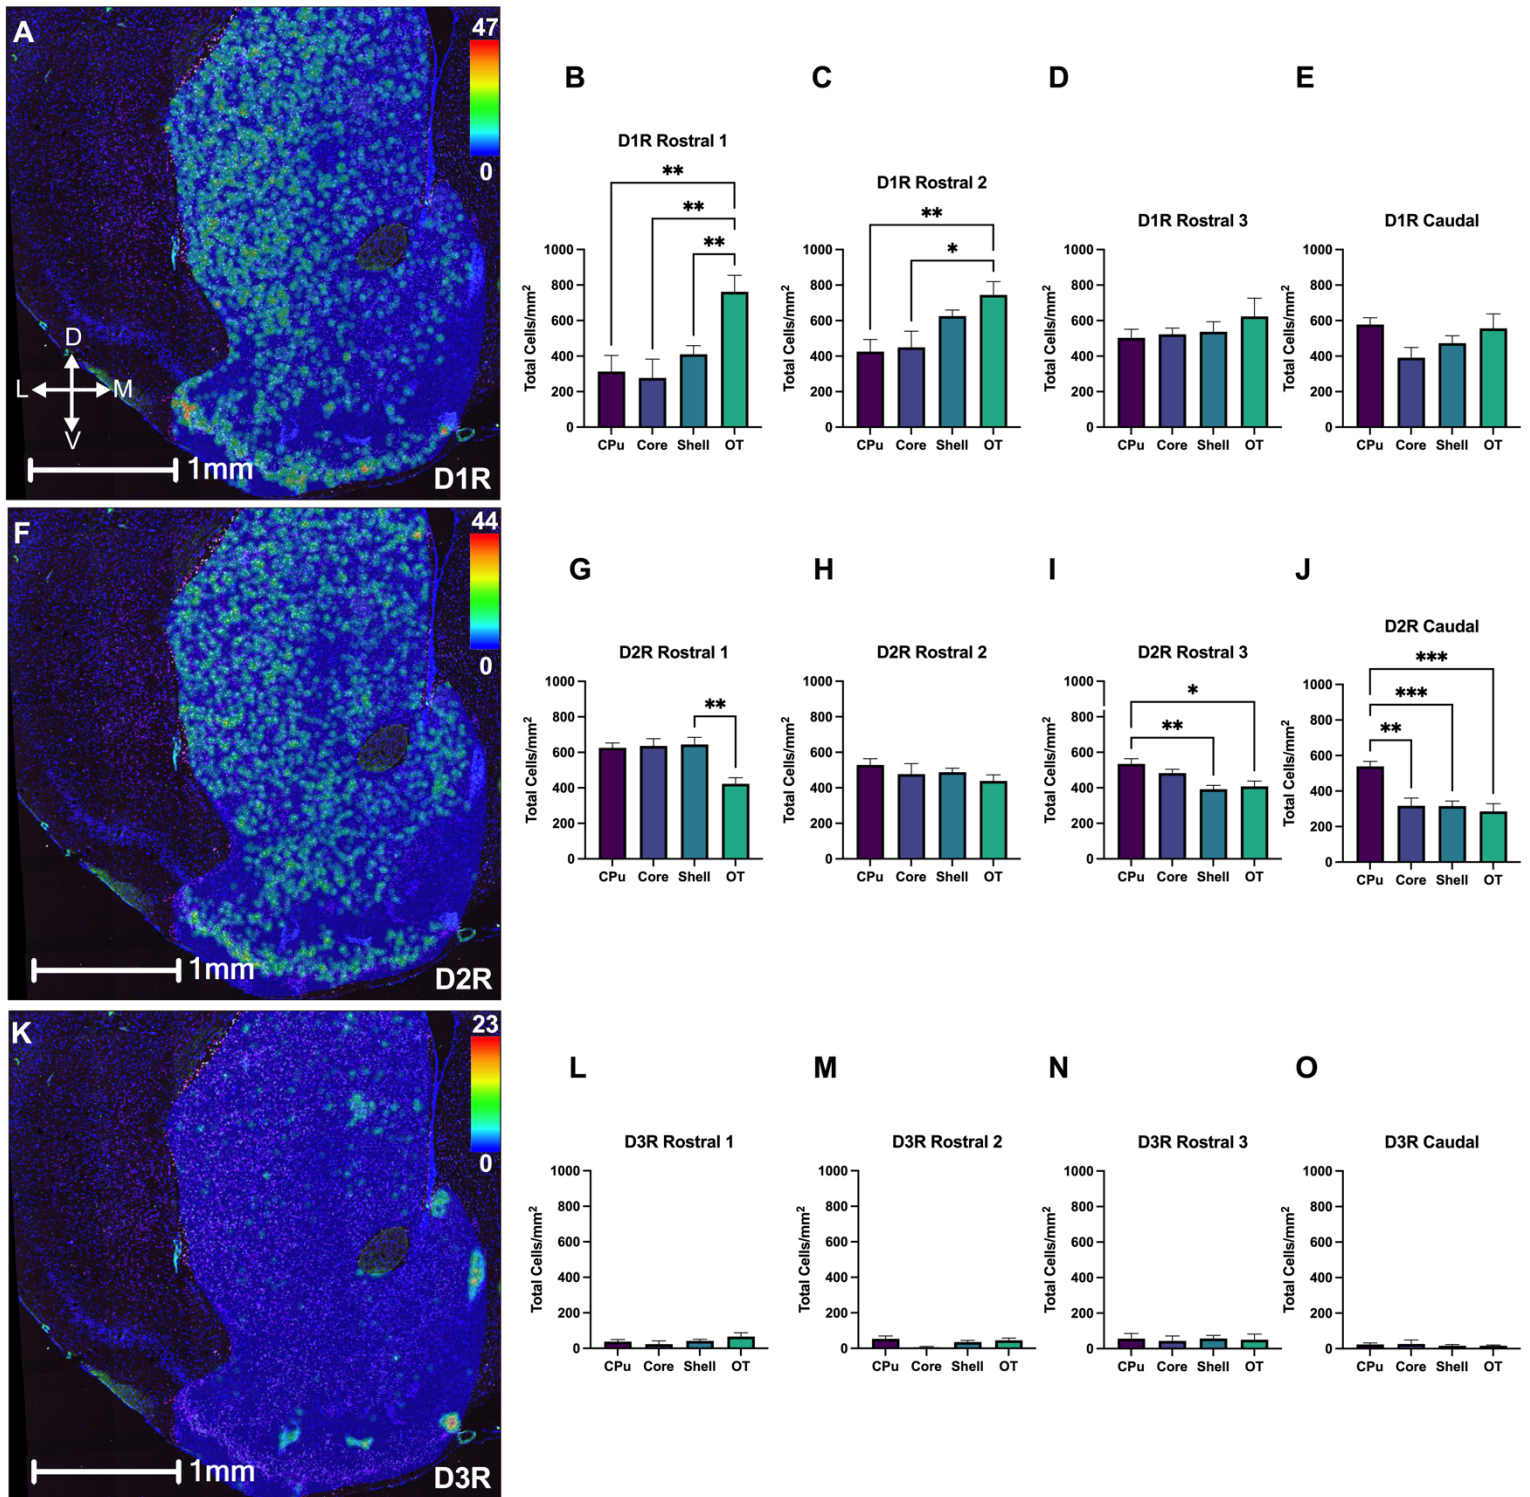 A
47
0
D
L
M
V
1mm
D1R
B
D1R Rostral 1
**
**
**
Total Cells/mm²
1000
800
600
400
200
0
CPu Core Shell OT
C
D1R Rostral 2
**
*
Total Cells/mm²
1000
800
600
400
200
0
CPu Core Shell OT
D
D1R Rostral 3
Total Cells/mm²
1000
800
600
400
200
0
CPu Core Shell OT
E
D1R Caudal
Total Cells/mm²
1000
800
600
400
200
0
CPu Core Shell OT
F
44
0
1mm
D2R
G
D2R Rostral 1
**
Total Cells/mm²
1000
800
600
400
200
0
CPu Core Shell OT
H
D2R Rostral 2
Total Cells/mm²
1000
800
600
400
200
0
CPu Core Shell OT
I
D2R Rostral 3
*
**
Total Cells/mm²
1000
800
600
400
200
0
CPu Core Shell OT
J
D2R Caudal
***
***
**
Total Cells/mm²
1000
800
600
400
200
0
CPu Core Shell OT
K
23
0
1mm
D3R
L
D3R Rostral 1
Total Cells/mm²
1000
800
600
400
200
0
CPu Core Shell OT
M
D3R Rostral 2
Total Cells/mm²
1000
800
600
400
200
0
CPu Core Shell OT
N
D3R Rostral 3
Total Cells/mm²
1000
800
600
400
200
0
CPu Core Shell OT
O
D3R Caudal
Total Cells/mm²
1000
800
600
400
200
0
CPu Core Shell OT